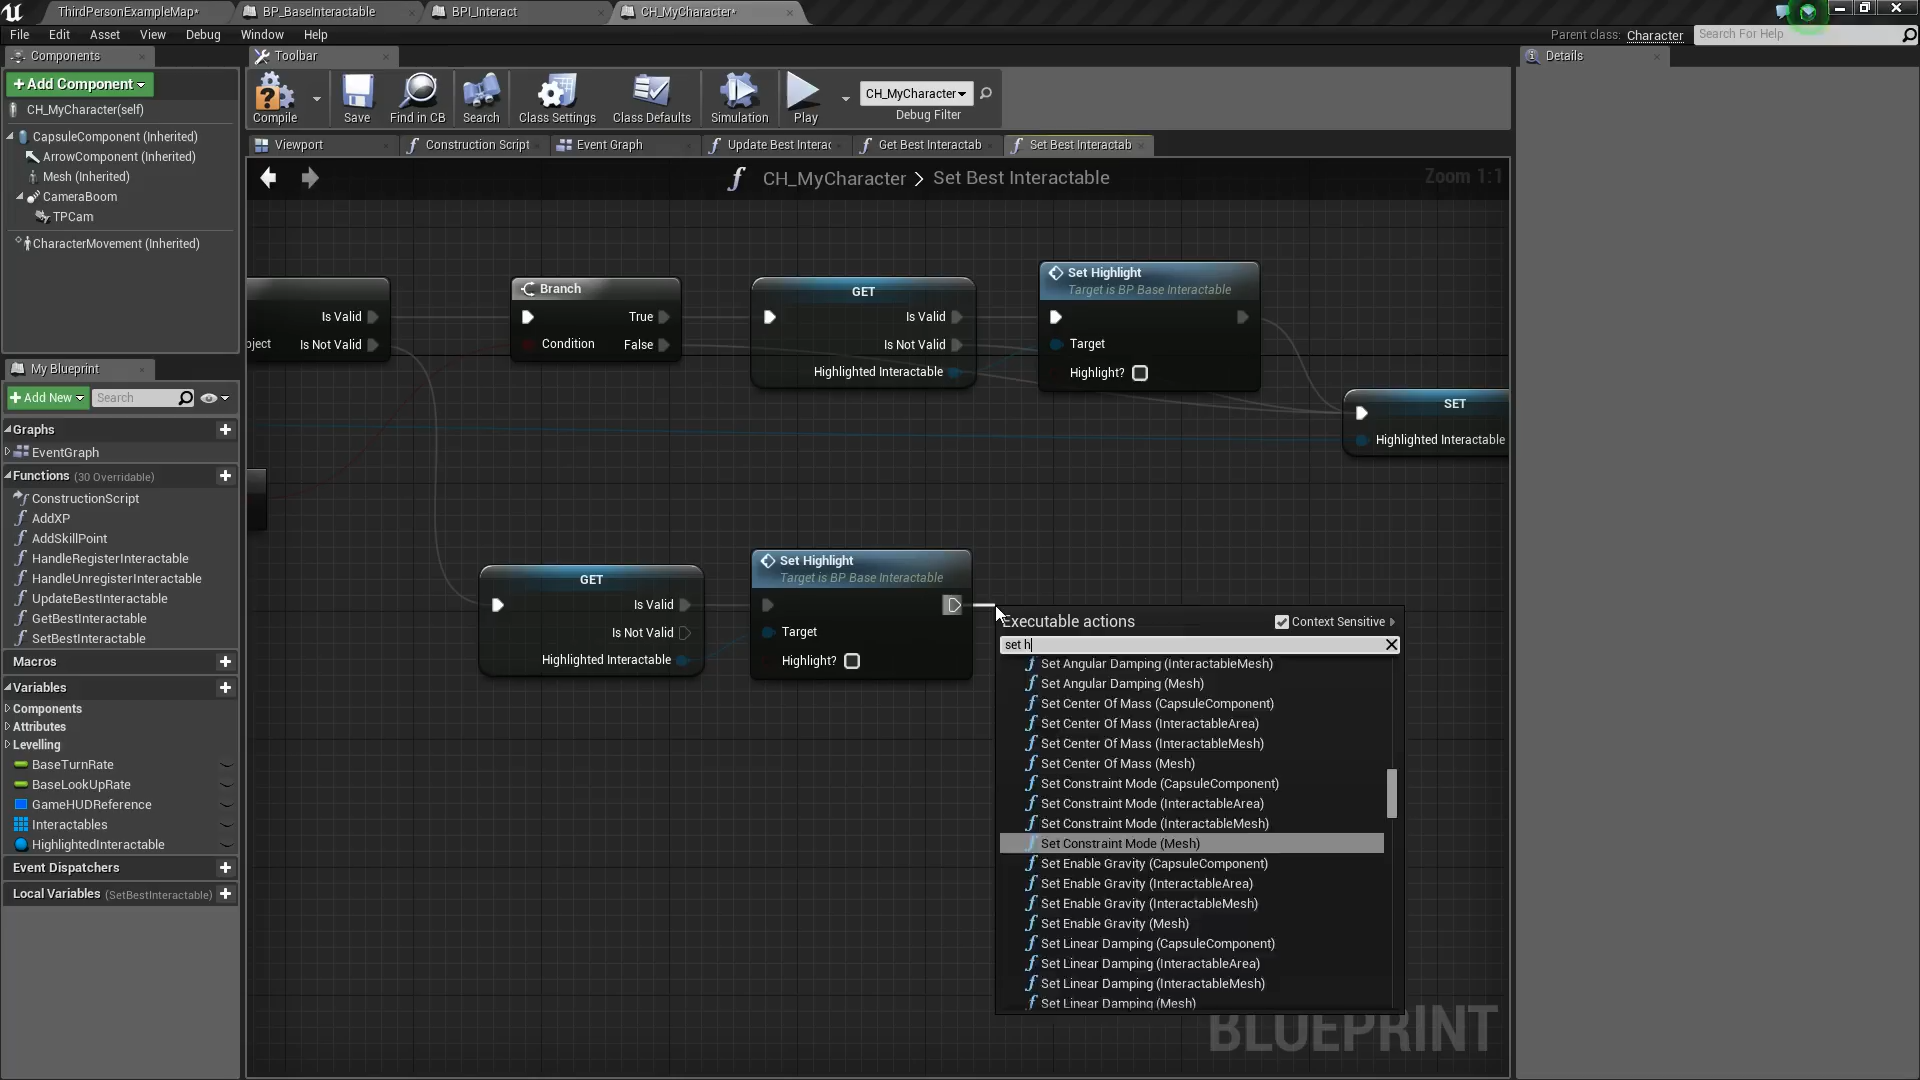 ThirdPersonExampleMap*
BP_BaseInteractable
BPI_Interact
CH_MyCharacter*
File Edit Asset View Debug Window Help
Parent class: Character
Search For Help
Components
Toolbar
Details
+Add Component
CH_MyCharacter(self)
CapsuleComponent (Inherited)
ArrowComponent (Inherited)
Mesh (Inherited)
CameraBoom
TPCam
CharacterMovement (Inherited)
Compile
Save
Find in CB
Search
Class Settings
Class Defaults
Simulation
Play
CH_MyCharacter
Debug Filter
Viewport
Construction Script
Event Graph
Update Best Interac
Get Best Interactab
Set Best Interactab
CH_MyCharacter > Set Best Interactable
Zoom 1:1
Is Valid
bject Is Not Valid
Branch
True
Condition False
GET
Is Valid
Is Not Valid
Highlighted Interactable
Set Highlight
Target is BP Base Interactable
Target
Highlight?
SET
Highlighted Interactable
My Blueprint
+Add New
Search
Graphs
EventGraph
Functions (30 Overridable)
ConstructionScript
AddXP
AddSkillPoint
HandleRegisterInteractable
HandleUnregisterInteractable
UpdateBestInteractable
GetBestInteractable
SetBestInteractable
Macros
Variables
Components
Attributes
Levelling
BaseTurnRate
BaseLookUpRate
GameHUDReference
Interactables
HighlightedInteractable
Event Dispatchers
Local Variables (SetBestInteractable)
GET
Is Valid
Is Not Valid
Highlighted Interactable
Set Highlight
Target is BP Base Interactable
Target
Highlight?
Executable actions
Context Sensitive
set h
Set Angular Damping (InteractableMesh)
Set Angular Damping (Mesh)
Set Center Of Mass (CapsuleComponent)
Set Center Of Mass (InteractableArea)
Set Center Of Mass (InteractableMesh)
Set Center Of Mass (Mesh)
Set Constraint Mode (CapsuleComponent)
Set Constraint Mode (InteractableArea)
Set Constraint Mode (InteractableMesh)
Set Constraint Mode (Mesh)
Set Enable Gravity (CapsuleComponent)
Set Enable Gravity (InteractableArea)
Set Enable Gravity (InteractableMesh)
Set Enable Gravity (Mesh)
Set Linear Damping (CapsuleComponent)
Set Linear Damping (InteractableArea)
Set Linear Damping (InteractableMesh)
Set Linear Damping (Mesh)
BLUEPRINT